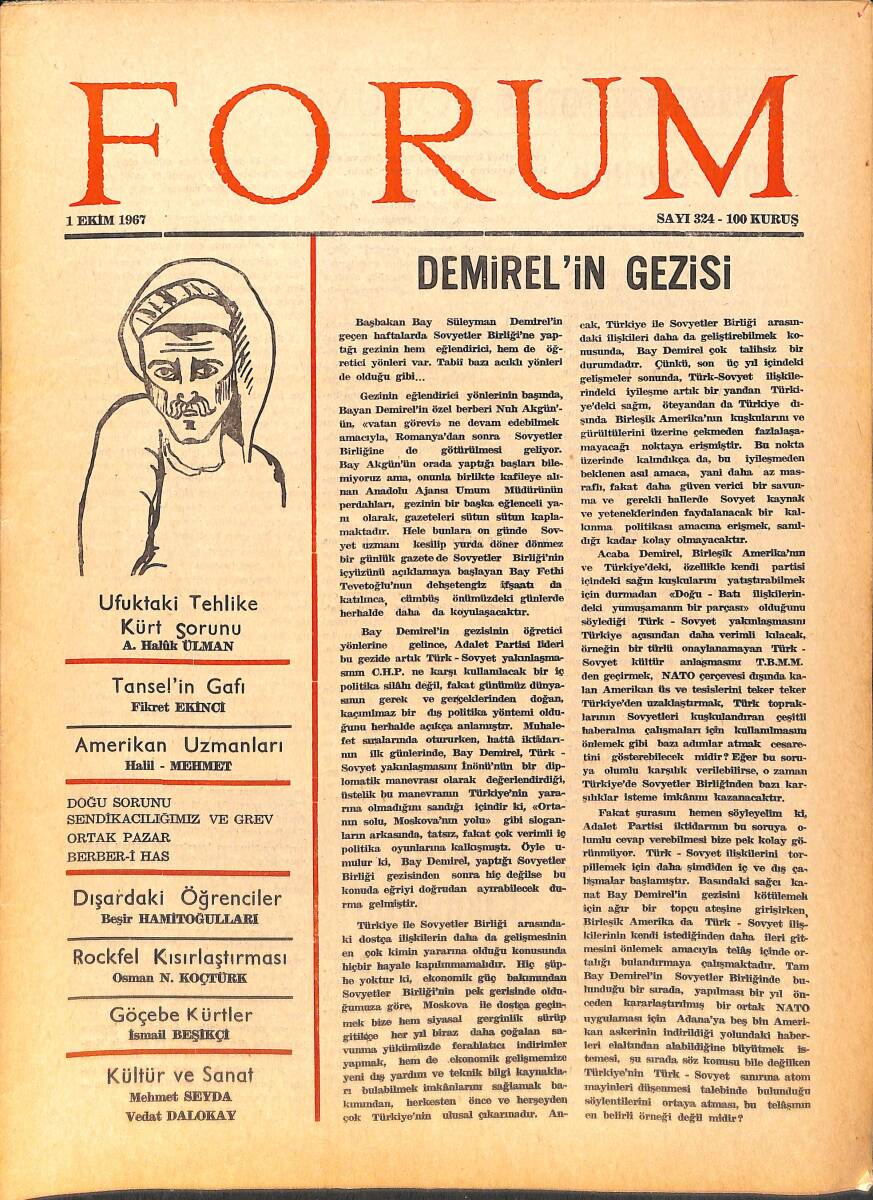 FORUM
1 EKİM 1967
SAYI 324 - 100 KURUŞ
Ufuktaki Tehlike
Kürt Sorunu
A. Halûk ÜLMAN
Tansel'in Gafı
Fikret EKİNCİ
Amerikan Uzmanları
Halil - MEHMET
DOĞU SORUNU
SENDİKACILIĞIMIZ VE GREV
ORTAK PAZAR
BERBER-İ HAS
Dışardaki Öğrenciler
Beşir HAMİTOĞULLARI
Rockfel Kısırlaştırması
Osman N. KOÇTÜRK
Göçebe Kürtler
İsmail BEŞİKÇİ
Kültür ve Sanat
Mehmet SEYDA
Vedat DALOKAY
DEMİREL'İN GEZİSİ
Başbakan Bay Süleyman Demirel'in
geçen haftalarda Sovyetler Birliği'ne yap-
tığı gezinin hem eğlendirici, hem de öğ-
retici yönleri var. Tabiî bazı acıklı yönleri
de olduğu gibi...
Gezinin eğlendirici yönlerinin başında,
Bayan Demirel'in özel berberi Nuh Akgün'-
ün, «vatan görevi» ne devam edebilmek
amacıyla, Romanya'dan sonra Sovyetler
Birliğine de götürülmesi geliyor.
Bay Akgün'ün orada yaptığı başları bile-
miyoruz ama, onunla birlikte kafileye alı-
nan Anadolu Ajansı Umum Müdürünün
perdahları, gezinin bir başka eğlenceli ya-
nı olarak, gazeteleri sütun sütun kapla-
maktadır. Hele bunlara on günde Sov-
yet uzmanı kesilip yurda döner dönmez
bir günlük gazetede Sovyetler Birliği'nin
içyüzünü açıklamaya başlayan Bay Fethi
Tevetoğlu'nun dehşetengiz ifşaatı da
katılınca, cümbüş önümüzdeki günlerde
herhalde daha da koyulaşacaktır.
Bay Demirel'in gezisinin öğretici
yönlerine gelince, Adalet Partisi lideri
bu gezide artık Türk - Sovyet yakınlaşma-
sının C.H.P. ne karşı kullanılacak bir iç
politika silâhı değil, fakat günümüz dünya-
sının gerek ve gerçeklerinden doğan,
kaçınılmaz bir dış politika yöntemi oldu-
ğunu herhalde açıkça anlamıştır. Muhale-
fet sıralarında otururken, hattâ iktidarı-
nın ilk günlerinde, Bay Demirel, Türk -
Sovyet yakınlaşmasını İnönü'nün bir dip-
lomatik manevrası olarak değerlendirdiği,
üstelik bu manevranın Türkiye'nin yara-
rına olmadığını sandığı içindir ki, «Orta-
nın solu, Moskova'nın yolu» gibi slogan-
ların arkasında, tatsız, fakat çok verimli iç
politika oyunlarına kalkışmıştı. Öyle u-
mulur ki, Bay Demirel, yaptığı Sovyetler
Birliği gezisinden sonra hiç değilse bu
konuda eğriyi doğrudan ayırabilecek du-
rma gelmiştir.
Türkiye ile Sovyetler Birliği arasında-
ki dostça ilişkilerin daha da gelişmesinin
en çok kimin yararına olduğu konusunda
hiçbir hayale kapılınmamalıdır. Hiç şüp-
he yoktur ki, ekonomik güç bakımından
Sovyetler Birliği'nin pek gerisinde oldu-
ğumuza göre, Moskova ile dostça geçin-
mek bize hem siyasal gerginlik sürüp
gitikçe her yıl biraz daha çoğalan sa-
vunma yükümüzde ferahlatıcı indirimler
yapmak, hem de ekonomik gelişmemize
yeni dış yardım ve teknik bilgi kaynakla-
rı bulabilmek imkânlarını sağlamak ba-
kımından, herkesten önce ve herşeyden
çok Türkiye'nin ulusal çıkarınadır. An-
cak, Türkiye ile Sovyetler Birliği arasın-
daki ilişkileri daha da geliştirebilmek ko-
nusunda, Bay Demirel çok talihsiz bir
durumdadır. Çünkü, son üç yıl içindeki
gelişmeler sonunda, Türk-Sovyet ilişkile-
rindeki iyileşme artık bir yandan Türki-
ye'deki sağın, öteyandan da Türkiye dı-
şında Birleşik Amerika'nın kuşkularını ve
gürültülerini üzerine çekmeden fazlalaşa-
mayacağı noktaya erişmiştir. Bu nokta
üzerinde kalındıkça da, bu iyileşmeden
beklenen asıl amaca, yani daha az mas-
raflı, fakat daha güven verici bir savun-
ma ve gerekli hallerde Sovyet kaynak
ve yeteneklerinden faydalanacak bir kal-
kınma politikası amacına erişmek, sanıl-
dığı kadar kolay olmayacaktır.
Acaba Demirel, Birleşik Amerika'nın
ve Türkiye'deki, özellikle kendi partisi
içindeki sağın kuşkularını yatıştırabilmek
için durmadan «Doğu - Batı ilişkilerin-
deki yumuşamanın bir parçası» olduğunu
söylediği Türk - Sovyet yakınlaşmasını
Türkiye açısından daha verimli kılacak,
örneğin bir türlü onaylanamayan Türk -
Sovyet kültür anlaşmasını T.B.M.M.
den geçirmek, NATO çerçevesi dışında ka-
lan Amerikan üs ve tesislerini teker teker
Türkiye'den uzaklaştırmak, Türk toprak-
larının Sovyetleri kuşkulandıran çeşitli
haberalma çalışmaları için kullanılmasını
önlemek gibi bazı adımlar atmak cesare-
tini gösterebilecek midir? Eğer bu soru-
ya olumlu karşılık verilebilirse, o zaman
Türkiye'de Sovyetler Birliğinden bazı kar-
şılıklar isteme imkânını kazanacaktır.
Fakat şurasını hemen söyleyelim ki,
Adalet Partisi iktidarının bu soruya o-
lumlu cevap verebilmesi bize pek kolay gö-
rünmüyor. Türk - Sovyet ilişkilerini tor-
pillemek için daha şimdiden iç ve dış ça-
lışmalar başlamıştır. Basındaki sağcı ka-
nat Bay Demirel'in gezisini kötülemek
için ağır bir topçu ateşine girişirken,
Birleşik Amerika da Türk - Sovyet iliş-
kilerinin kendi istediğinden daha ileri git-
mesini önlemek amacıyla telâş içinde or-
talığı bulandırmaya çalışmaktadır. Tam
Bay Demirel'in Sovyetler Birliğinde bu-
lunduğu bir sırada, yapılması bir yıl ön-
ceden kararlaştırılmış bir ortak NATO
uygulaması için Adana'ya beş bin Ameri-
kan askerinin indirildiği yolundaki haber-
leri elaltından alabildiğine büyütmek is-
temesi, şu sırada söz konusu bile değilken
Türkiye'nin Türk - Sovyet sınırına atom
mayinleri düşenmesi talebinde bulunduğu
söylentilerini ortaya atması, bu telâşının
en belirli örneği değil midir?